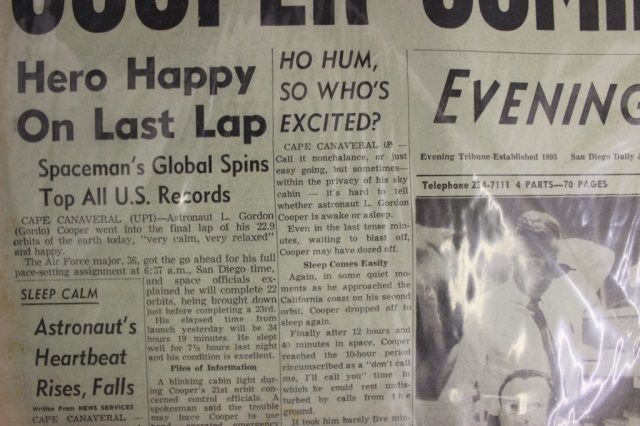 COOPER COMIN
Hero Happy
On Last Lap
Spaceman's Global Spins
Top All U.S. Records
CAPE CANAVERAL (UPI)—Astronaut L. Gordon
(Gordo) Cooper went into the final lap of his 22.9
orbits of the earth today, "very calm, very relaxed"
and happy.
The Air Force major, 36, got the go ahead for his full
pace-setting assignment at 6:37 a.m., San Diego time,
and space officials ex-
plained he will complete 22
orbits, being brought down
just before completing a 23rd.
His elapsed time from
launch yesterday will be 34
hours 19 minutes. He slept
well for 7½ hours last night
and his condition is excellent.
Piles of Information
A blinking cabin light dur-
ing Cooper's 21st orbit con-
cerned control officials. A
spokesman said the trouble
may force Cooper to use
hand operated emergency
SLEEP CALM
Astronaut's
Heartbeat
Rises, Falls
Written From NEWS SERVICES
CAPE CANAVERAL —
HO HUM,
SO WHO'S
EXCITED?
CAPE CANAVERAL (AP) —
Call it nonchalance, or just
easy going, but sometimes—
within the privacy of his sky
cabin — it's hard to tell
whether astronaut L. Gordon
Cooper is awake or asleep.
Even in the last tense min-
utes, waiting to blast off,
Cooper may have dozed off.
Sleep Comes Easily
Again, in some quiet mo-
ments as he approached the
California coast on his second
orbit, Cooper dropped off to
sleep again.
Finally after 12 hours and
40 minutes in space, Cooper
reached the 10-hour period
circumscribed as a "don't call
me, I'll call you" time in
which he could rest undis-
turbed by calls from the
ground.
It took him barely five min-
EVENING
Evening Tribune-Established 1895 San Diego Daily J
Telephone 234-7111 4 PARTS—70 PAGES